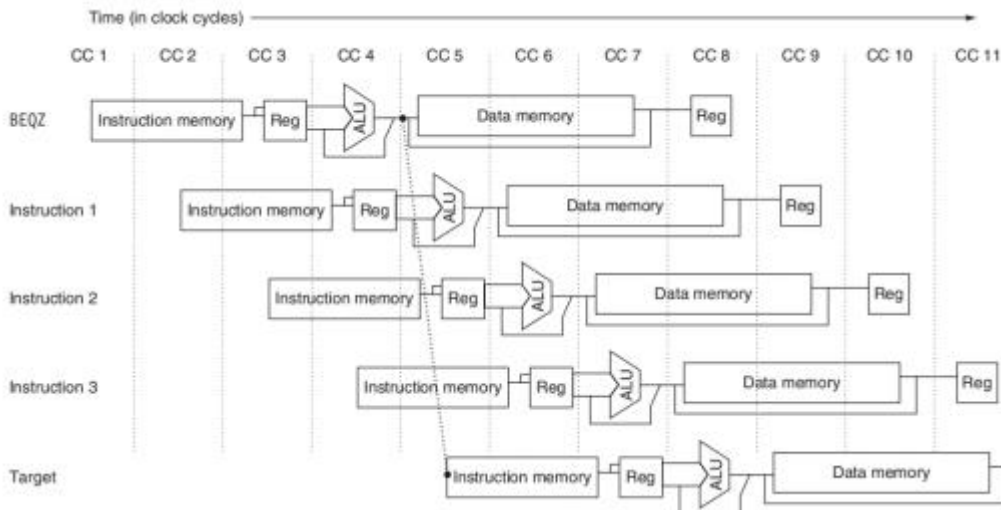 Time (in clock cycles)
CC 1 CC 2 CC 3 CC 4 CC 5 CC 6 CC 7 CC 8 CC 9 CC 10 CC 11
BEQZ Instruction memory Reg ALU Data memory Reg
Instruction 1 Instruction memory Reg ALU Data memory Reg
Instruction 2 Instruction memory Reg ALU Data memory Reg
Instruction 3 Instruction memory Reg ALU Data memory Reg
Target Instruction memory Reg ALU Data memory